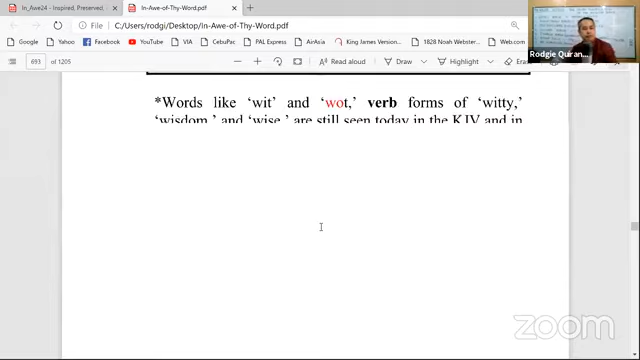 In_Awe24 - Inspired, Preserved, In-Awe-of-Thy-Word.pdf
C:/Users/rodgi/Desktop/In-Awe-of-Thy-Word.pdf
Google Yahoo Facebook YouTube PAL Express AirAsia CebuPac King James Version... 1828 Noah Webster... Web.com
693 of 1205 Read aloud Draw Highlight Erase
Rodgie Quiran...
*Words like ‘wit’ and ‘wot,’ verb forms of ‘witty,’
‘wisdom,’ and ‘wise,’ are still seen today in the KJV and in
zoom